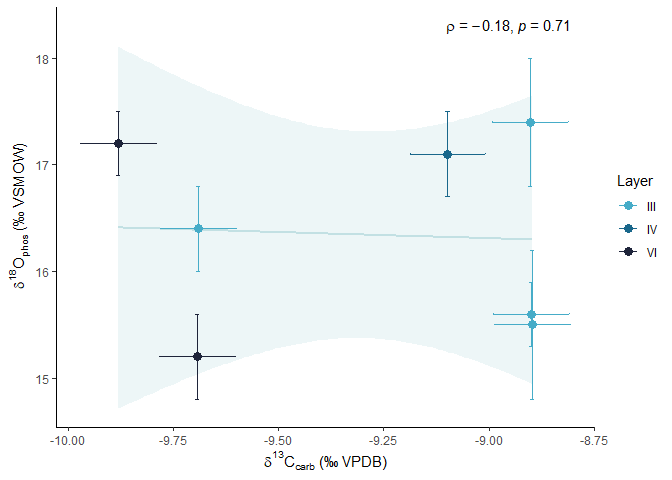 ρ = −0.18, p = 0.71
18
17
16
15
δ¹⁸Oₚₕₒₛ (‰ VSMOW)
-10.00 -9.75 -9.50 -9.25 -9.00 -8.75
δ¹³C_carb (‰ VPDB)
Layer
III
IV
VI